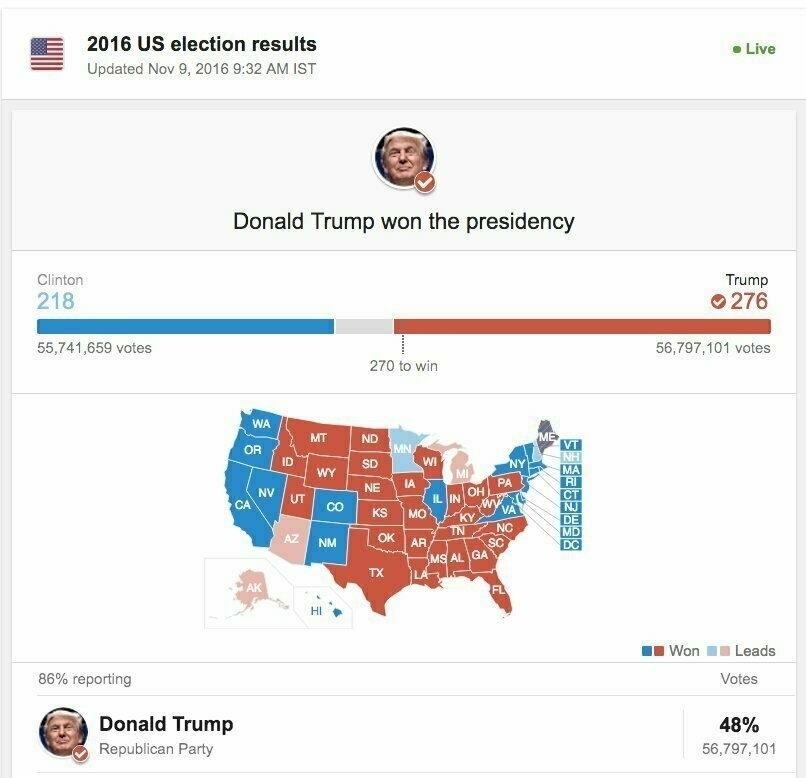 2016 US election results
Updated Nov 9, 2016 9:32 AM IST
Live
Donald Trump won the presidency
Clinton
Trump
218
276
55,741,659 votes
56,797,101 votes
270 to win
WA
MT
ND
MN
ME
VT
OR
ID
WY
SD
WI
MI
NY
NH
MA
NV
UT
CO
NE
IA
IL
IN
OH
PA
RI
CT
CA
KS
MO
KY
WV
VA
NJ
DE
MD
DC
AZ
NM
OK
AR
TN
NC
SC
TX
LA
MS
AL
GA
FL
AK
HI
Won
Leads
86% reporting
Votes
Donald Trump
48%
Republican Party
56,797,101